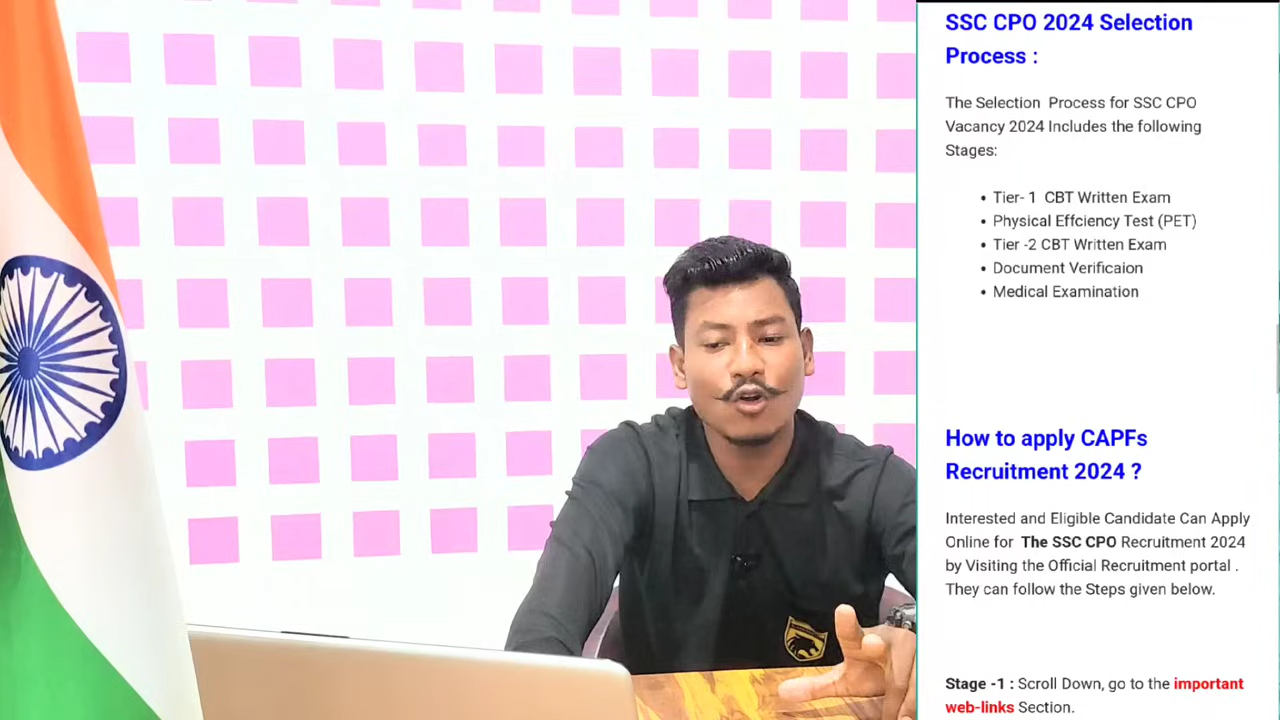 SSC CPO 2024 Selection
Process :
The Selection Process for SSC CPO
Vacancy 2024 Includes the following
Stages:
• Tier- 1 CBT Written Exam
• Physical Effciency Test (PET)
• Tier -2 CBT Written Exam
• Document Verificaion
• Medical Examination
How to apply CAPFs
Recruitment 2024 ?
Interested and Eligible Candidate Can Apply
Online for The SSC CPO Recruitment 2024
by Visiting the Official Recruitment portal .
They can follow the Steps given below.
Stage -1 : Scroll Down, go to the important
web-links Section.